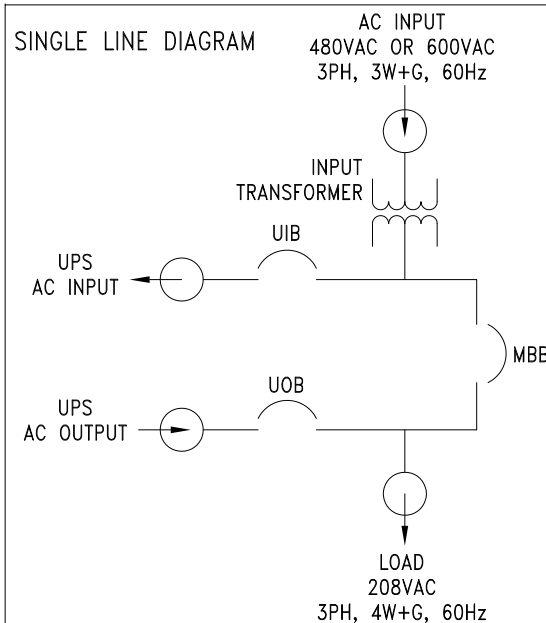 SINGLE LINE DIAGRAM
AC INPUT
480VAC OR 600VAC
3PH, 3W+G, 60Hz
INPUT
TRANSFORMER
UIB
UPS
AC INPUT
MBB
UOB
UPS
AC OUTPUT
LOAD
208VAC
3PH, 4W+G, 60Hz